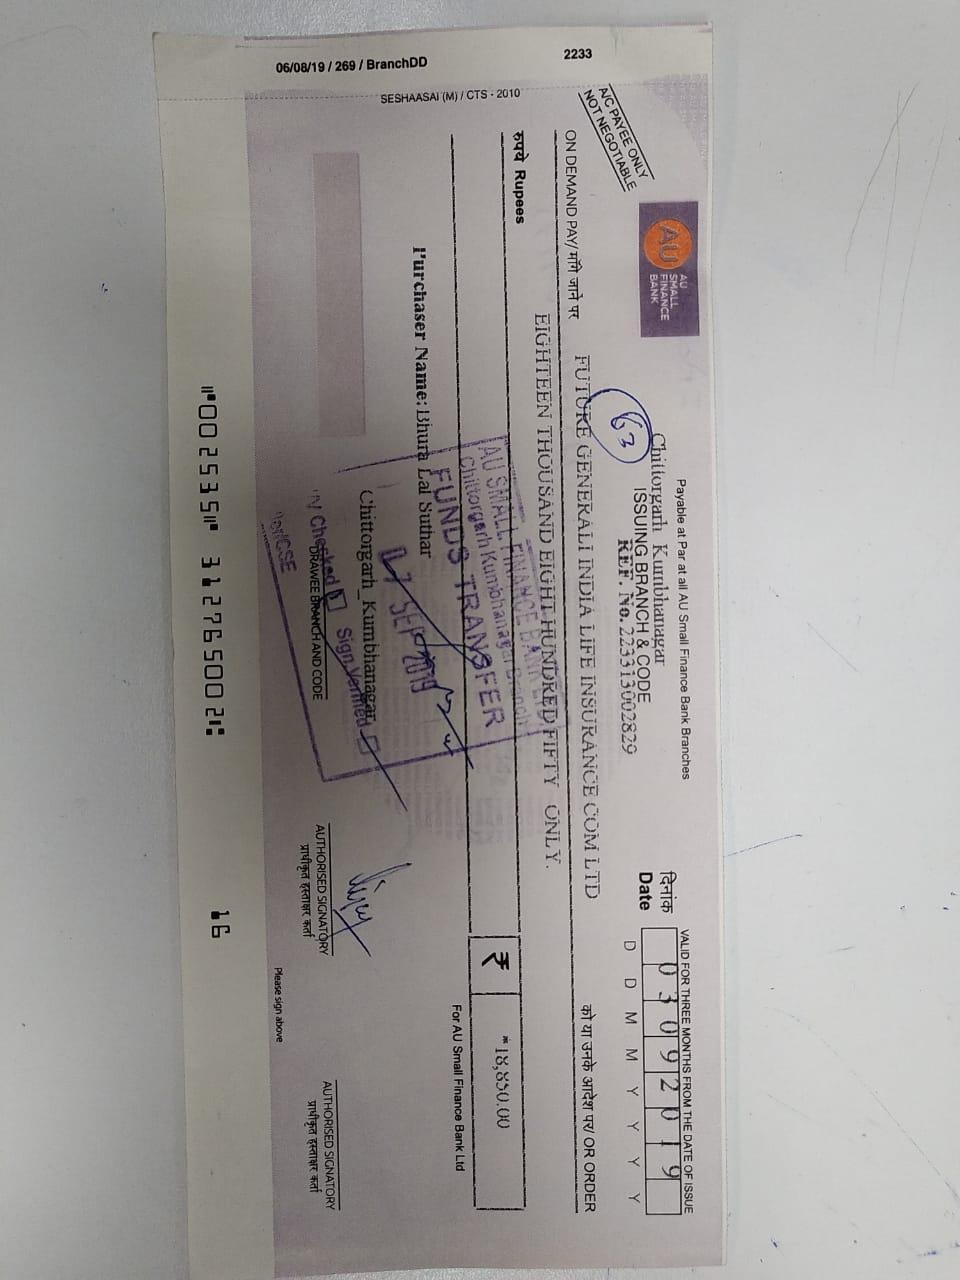 06/08/19 / 269 / BranchDD
2233
SESHAASAI (M) / CTS - 2010
A/C PAYEE ONLY
NOT NEGOTIABLE
AU
AU
SMALL
FINANCE
BANK
Payable at Par at all AU Small Finance Bank Branches
Chittorgarh Kumbhanagar
ISSUING BRANCH & CODE
REF. No. 223313002829
63
VALID FOR THREE MONTHS FROM THE DATE OF ISSUE
दिनांक
Date
0 3 0 9 2 0 1 9
D D M M Y Y Y Y
ON DEMAND PAY/ माँगे जाने पर FUTURE GENERALI INDIA LIFE INSURANCE COM LTD को या उनके आदेश पर/ OR ORDER
रुपये Rupees EIGHTEEN THOUSAND EIGHT HUNDRED FIFTY ONLY.
₹ *18,850.00
AU SMALL FINANCE BANK
Chittorgarh Kumbhanagar Branch
FUNDS TRANSFER
07 SEP 2019
UV Checked Sign.Verified
For AU Small Finance Bank Ltd
Purchaser Name: Bhura Lal Suthar
Chittorgarh_Kumbhanagar
DRAWEE BRANCH AND CODE
AUTHORISED SIGNATORY
प्राधीकृत हस्ताक्षर कर्ता
AUTHORISED SIGNATORY
प्राधीकृत हस्ताक्षर कर्ता
Please sign above
⑈002535⑈ 312765002⑆ 16